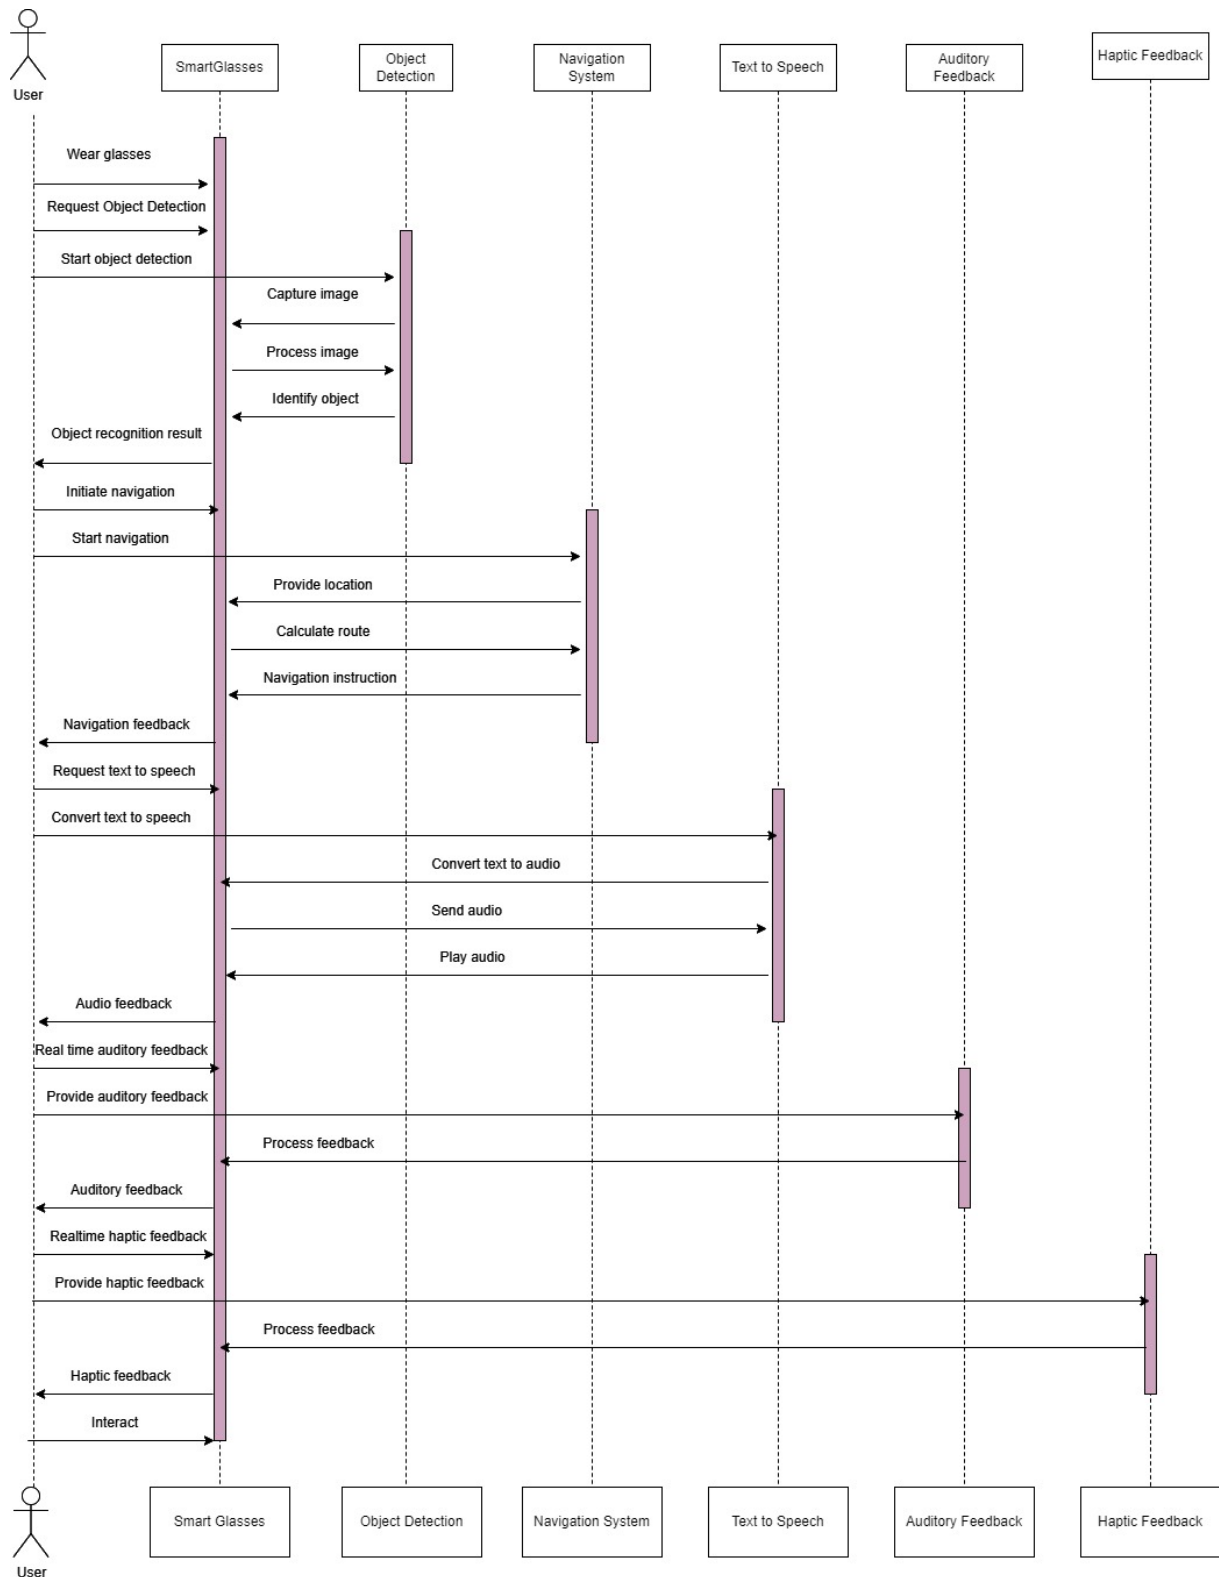 User
SmartGlasses
Object
Detection
Navigation
System
Text to Speech
Auditory
Feedback
Haptic Feedback
Wear glasses
Request Object Detection
Start object detection
Capture image
Process image
Identify object
Object recognition result
Initiate navigation
Start navigation
Provide location
Calculate route
Navigation instruction
Navigation feedback
Request text to speech
Convert text to speech
Convert text to audio
Send audio
Play audio
Audio feedback
Real time auditory feedback
Provide auditory feedback
Process feedback
Auditory feedback
Realtime haptic feedback
Provide haptic feedback
Process feedback
Haptic feedback
Interact
Smart Glasses
Object Detection
Navigation System
Text to Speech
Auditory Feedback
Haptic Feedback
User